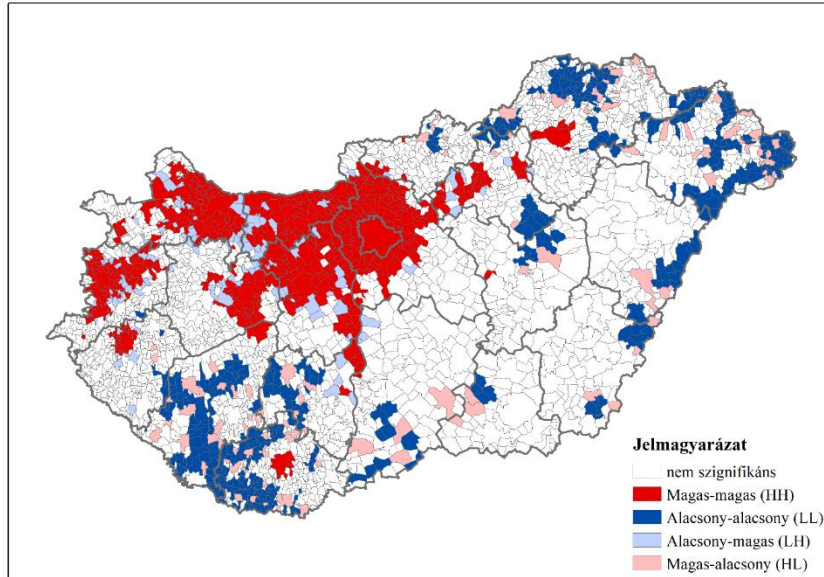 Jelmagyarázat
nem szignifikáns
Magas-magas (HH)
Alacsony-alacsony (LL)
Alacsony-magas (LH)
Magas-alacsony (HL)